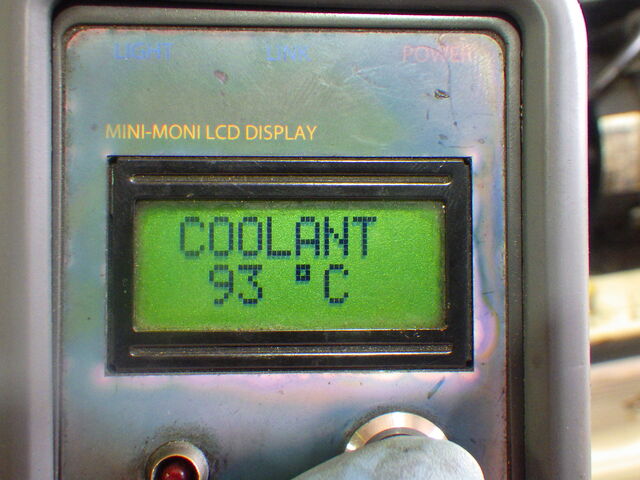 LIGHT LINK POWER
MINI-MONI LCD DISPLAY
COOLANT
93 °C